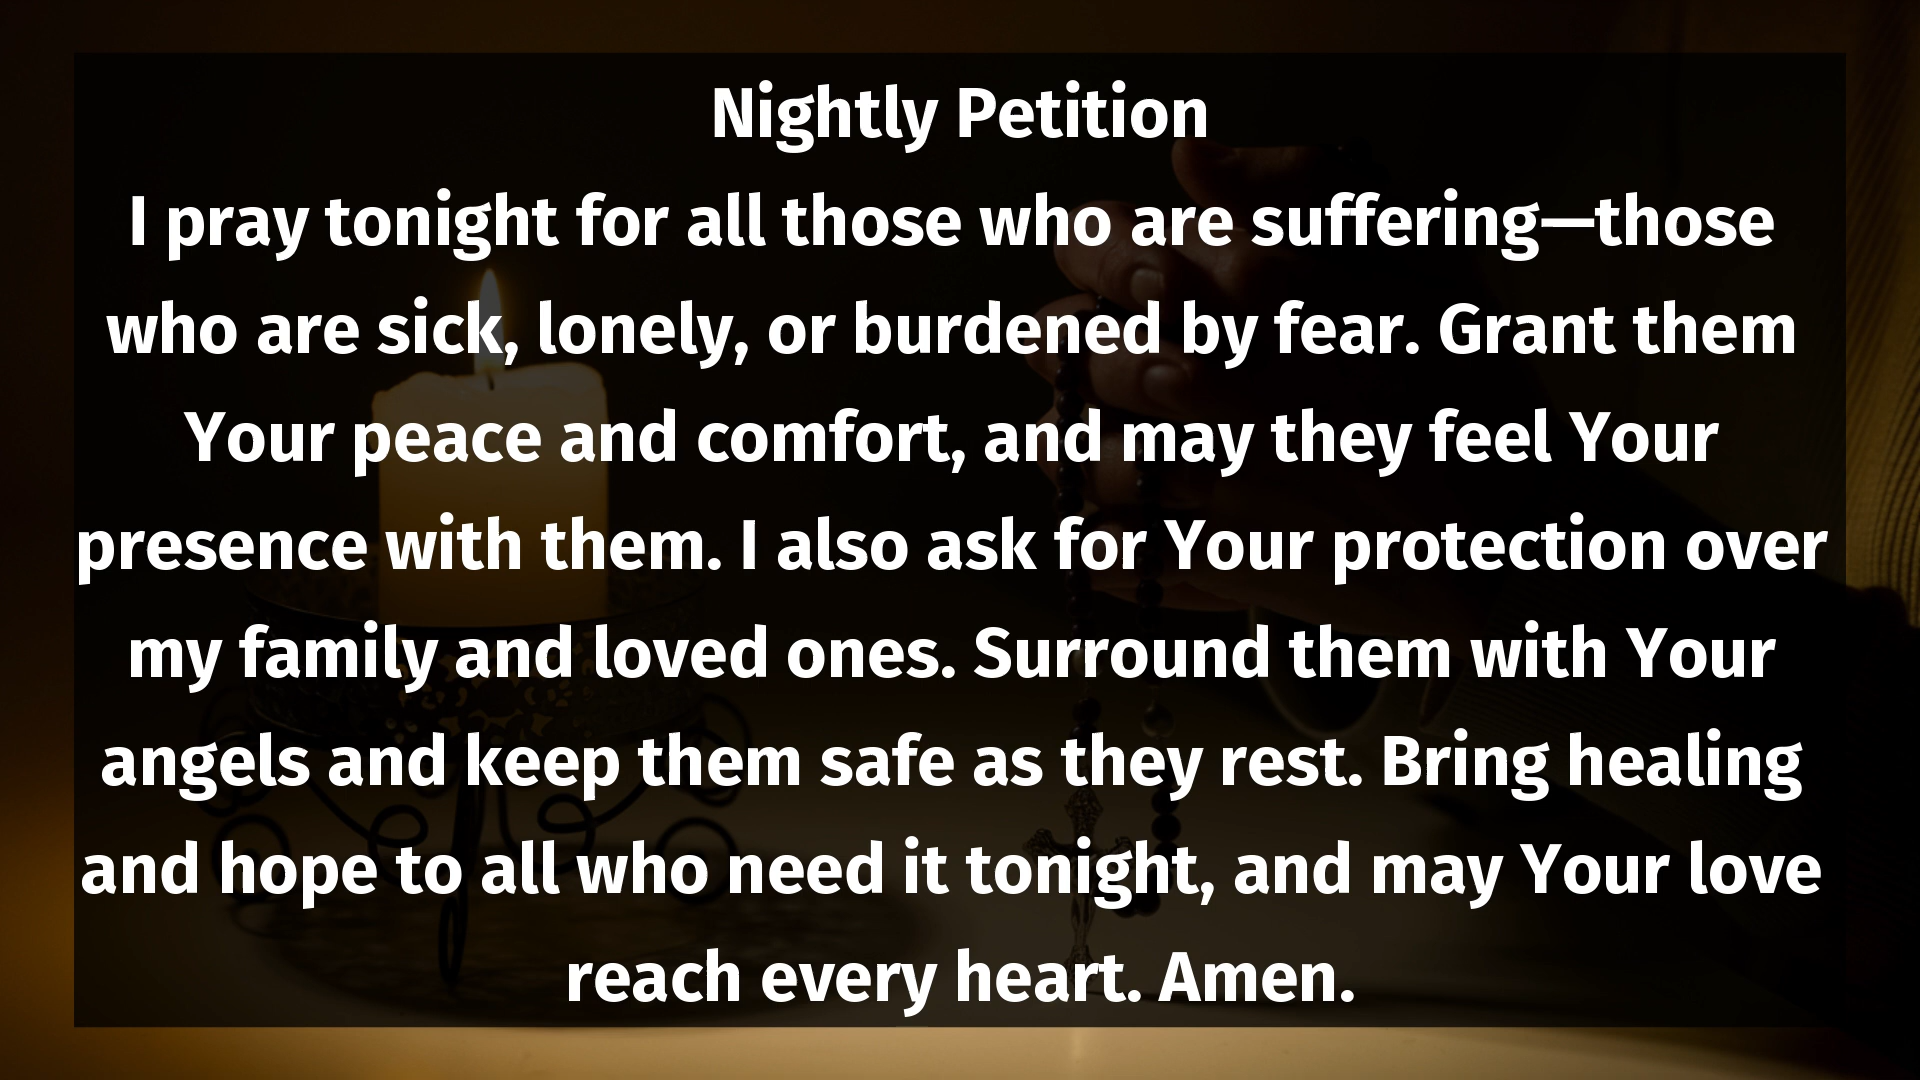 Nightly Petition
I pray tonight for all those who are suffering—those
who are sick, lonely, or burdened by fear. Grant them
Your peace and comfort, and may they feel Your
presence with them. I also ask for Your protection over
my family and loved ones. Surround them with Your
angels and keep them safe as they rest. Bring healing
and hope to all who need it tonight, and may Your love
reach every heart. Amen.